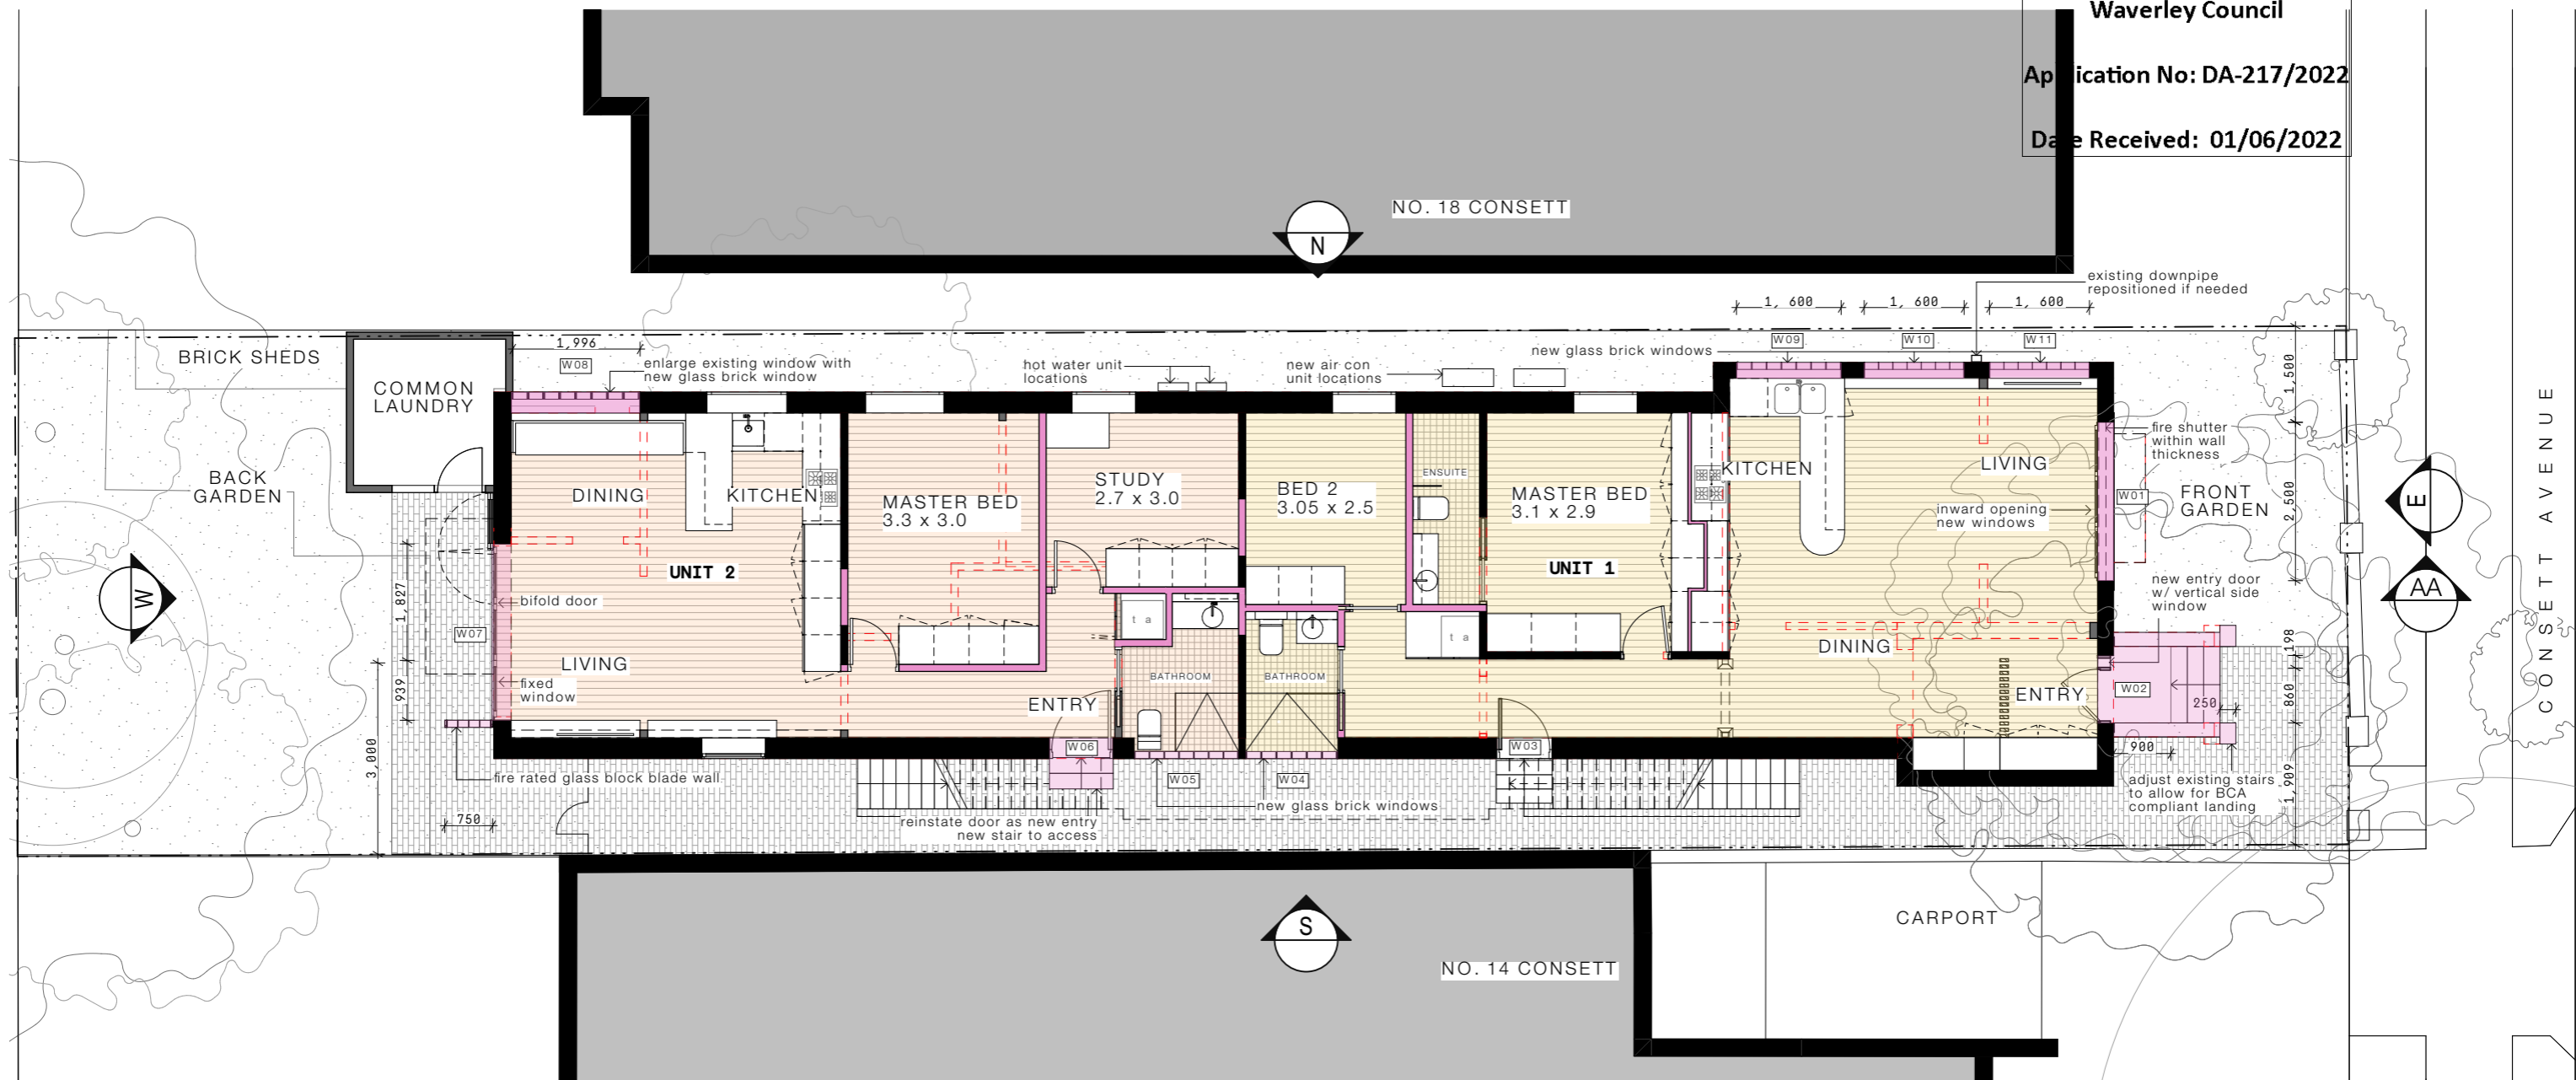 Waverley Council
Application No: DA-217/2022
Date Received: 01/06/2022
NO. 18 CONSETT
N
existing downpipe
repositioned if needed
1, 600
1, 600
1, 600
BRICK SHEDS
COMMON
LAUNDRY
1,996
W08
enlarge existing window with
new glass brick window
hot water unit
locations
new air con
unit locations
new glass brick windows
W09
W10
W11
1,500
BACK
GARDEN
DINING
KITCHEN
MASTER BED
3.3 x 3.0
STUDY
2.7 x 3.0
BED 2
3.05 x 2.5
ENSUITE
MASTER BED
3.1 x 2.9
KITCHEN
LIVING
fire shutter
within wall
thickness
W01
FRONT
GARDEN
2,500
inward opening
new windows
E
AA
CONSETT AVENUE
W
UNIT 2
UNIT 1
bifold door
1,827
W07
LIVING
fixed
window
939
3,000
t a
t a
BATHROOM
BATHROOM
ENTRY
DINING
ENTRY
new entry door
w/ vertical side
window
198
W02
860
250
W06
W05
W04
W03
900
1,909
fire rated glass block blade wall
750
reinstate door as new entry
new stair to access
new glass brick windows
adjust existing stairs
to allow for BCA
compliant landing
S
NO. 14 CONSETT
CARPORT